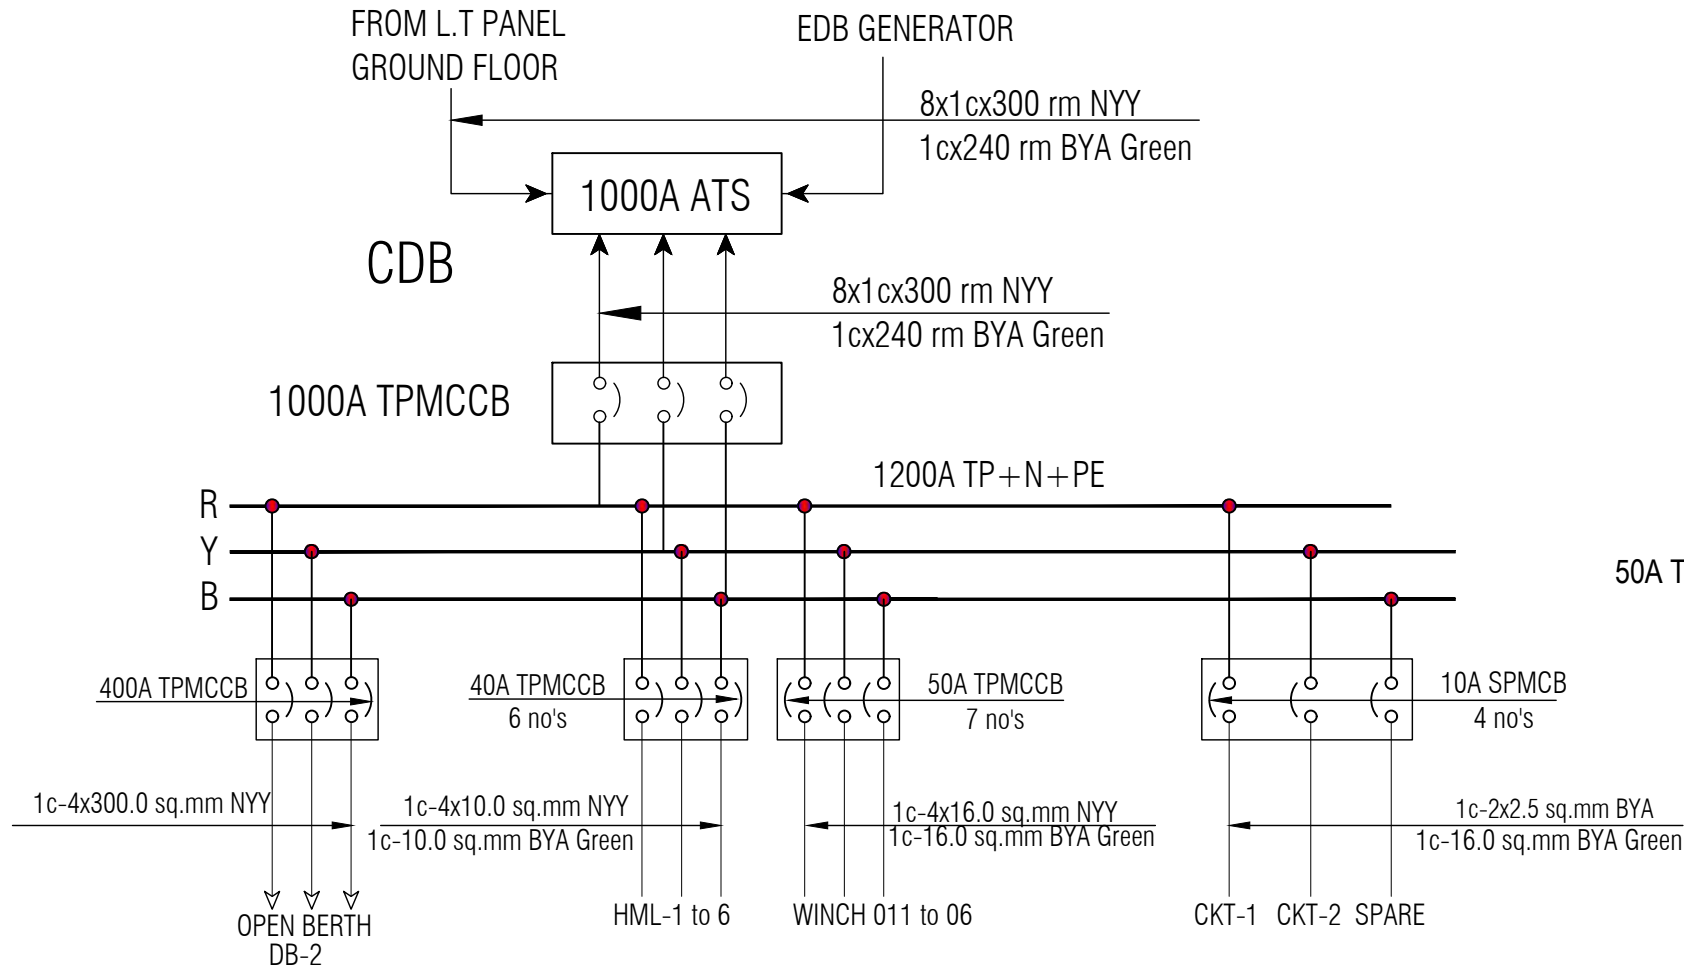 FROM L.T PANEL
GROUND FLOOR
EDB GENERATOR
8x1cx300 rm NYY
1cx240 rm BYA Green
1000A ATS
CDB
8x1cx300 rm NYY
1cx240 rm BYA Green
1000A TPMCCB
1200A TP+N+PE
R
Y
B
50A T
400A TPMCCB
40A TPMCCB
6 no's
50A TPMCCB
7 no's
10A SPMCB
4 no's
1c-4x300.0 sq.mm NYY
1c-4x10.0 sq.mm NYY
1c-10.0 sq.mm BYA Green
1c-4x16.0 sq.mm NYY
1c-16.0 sq.mm BYA Green
1c-2x2.5 sq.mm BYA
1c-16.0 sq.mm BYA Green
OPEN BERTH
DB-2
HML-1 to 6
WINCH 011 to 06
CKT-1 CKT-2 SPARE